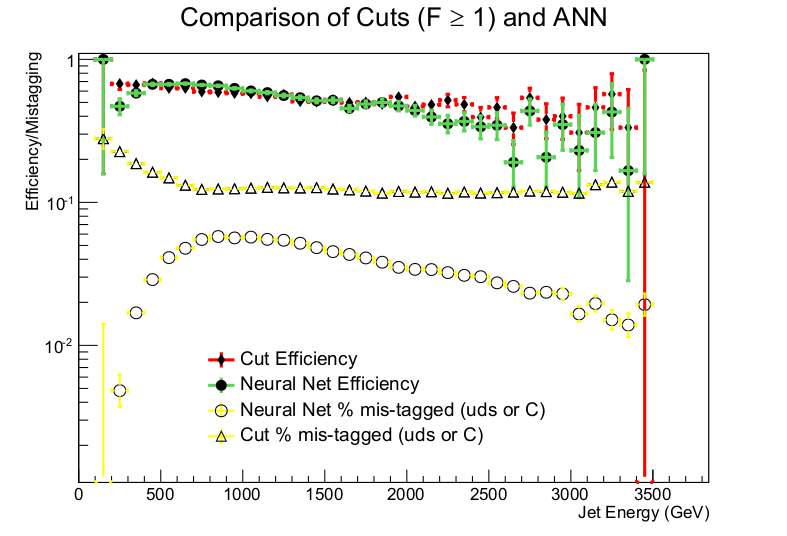 Comparison of Cuts (F ≥ 1) and ANN
Efficiency/Mistagging
1
10⁻¹
10⁻²
Cut Efficiency
Neural Net Efficiency
Neural Net % mis-tagged (uds or C)
Cut % mis-tagged (uds or C)
0 500 1000 1500 2000 2500 3000 3500
Jet Energy (GeV)